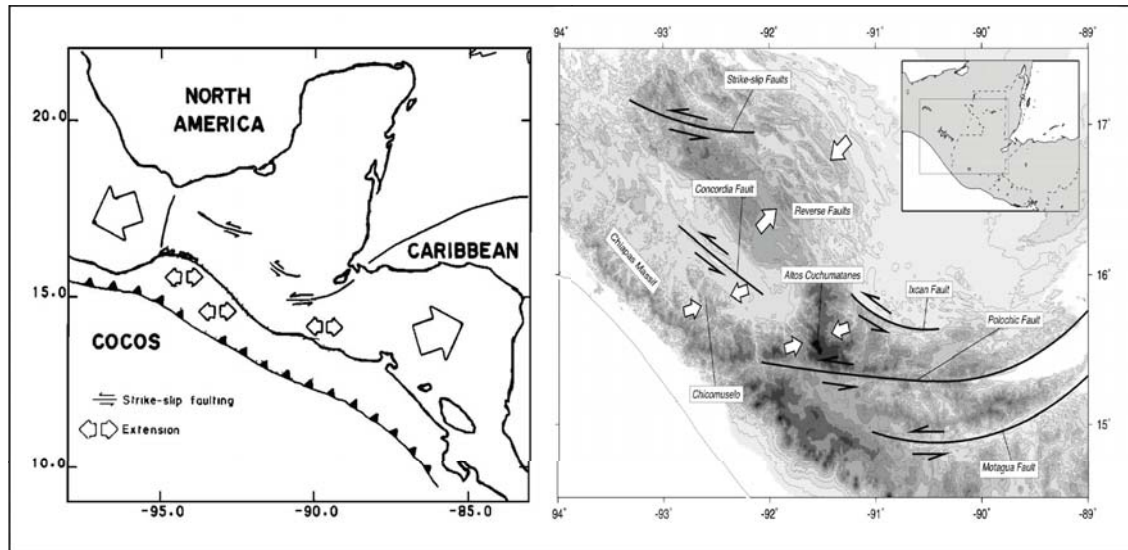 NORTH
AMERICA
CARIBBEAN
COCOS
Strike-slip faulting
Extension
20.0
15.0
10.0
-95.0
-90.0
-85.0
-94°
-93°
-92°
-91°
-90°
-89°
Strike-slip Faults
17°
Concordia Fault
Reverse Faults
Chiapas Massif
16°
Altos Cuchumatanes
Ixcan Fault
Polochic Fault
Chicomuselo
15°
Motagua Fault
-94
-93
-92
-91
-90
-89